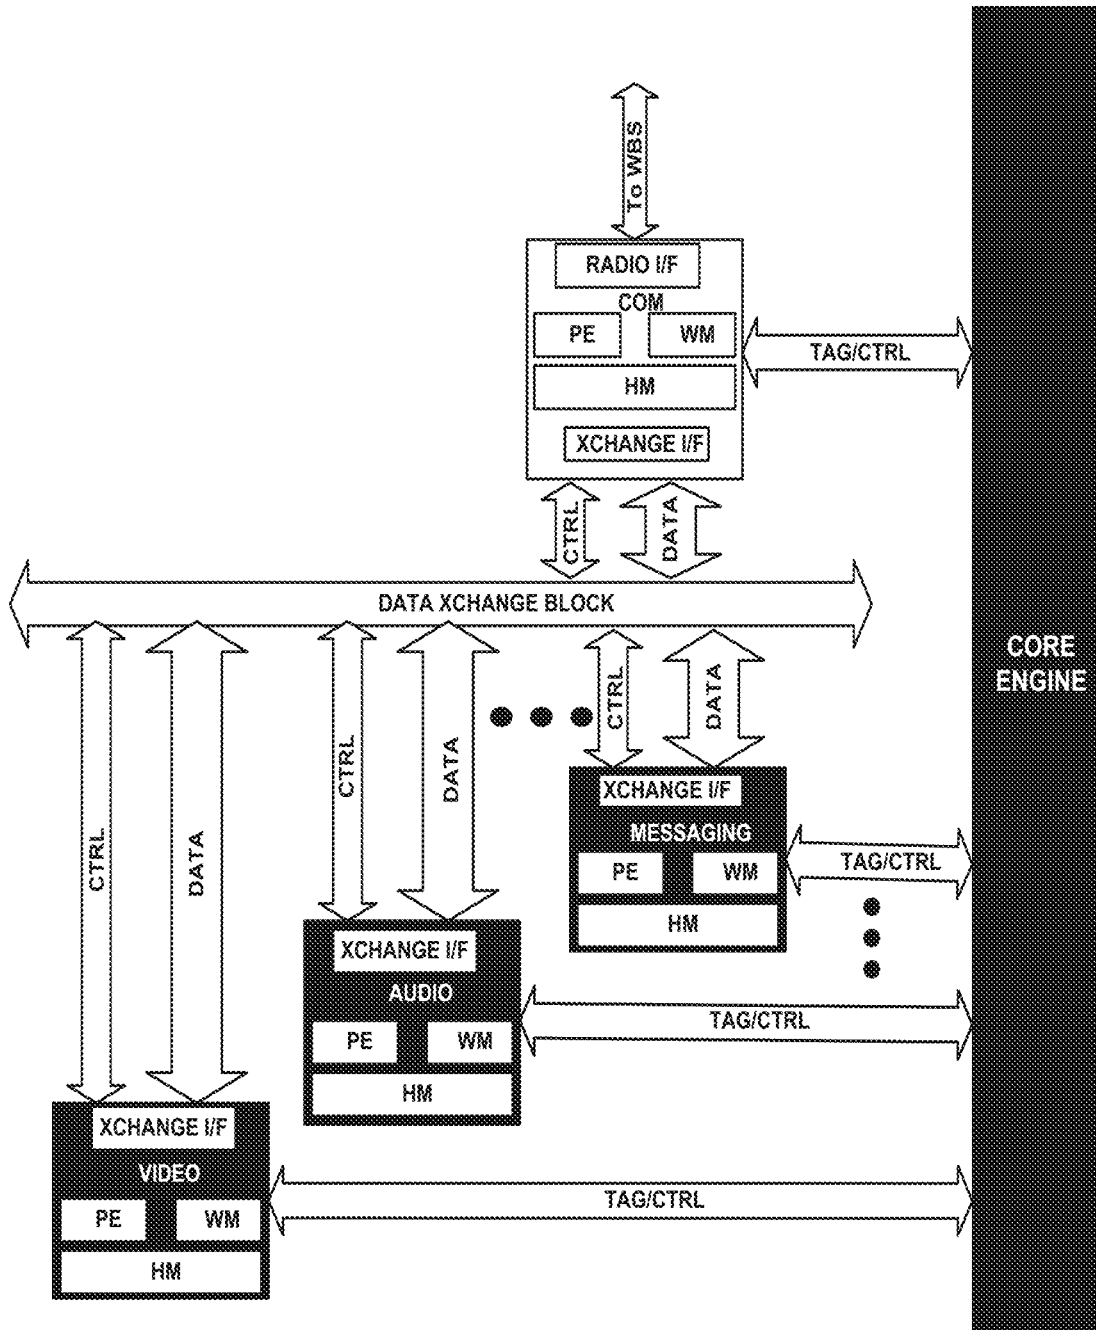 To WBS
RADIO I/F
COM
PE
WM
HM
XCHANGE I/F
TAG/CTRL
CTRL
DATA
DATA XCHANGE BLOCK
CORE
ENGINE
CTRL
DATA
CTRL
DATA
CTRL
DATA
XCHANGE I/F
MESSAGING
PE
WM
HM
TAG/CTRL
XCHANGE I/F
AUDIO
PE
WM
HM
TAG/CTRL
XCHANGE I/F
VIDEO
PE
WM
HM
TAG/CTRL